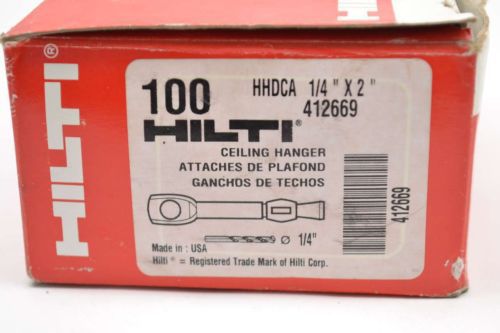 HILTI®
100
HHDCA 1/4 " X 2 "
412669
HILTI®
CEILING HANGER
ATTACHES DE PLAFOND
GANCHOS DE TECHOS
Ø 1/4"
Made in : USA
Hilti ® = Registered Trade Mark of Hilti Corp.
412669